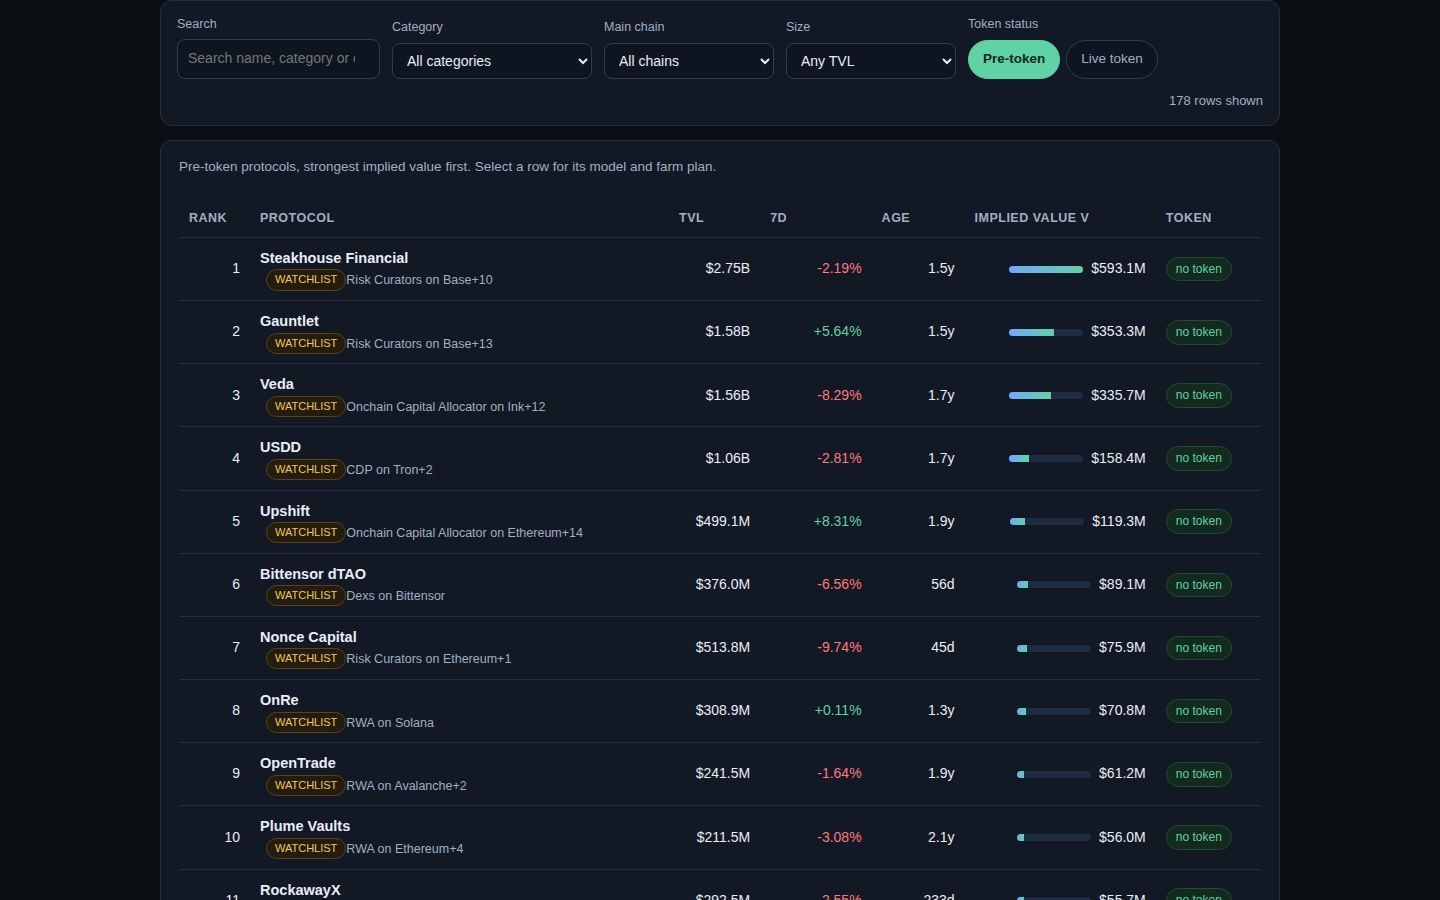 Search
Category
Main chain
Size
Token status
Search name, category or
All categories
All chains
Any TVL
Pre-token
Live token
178 rows shown
Pre-token protocols, strongest implied value first. Select a row for its model and farm plan.
RANK PROTOCOL TVL 7D AGE IMPLIED VALUE V TOKEN
1 Steakhouse Financial $2.75B -2.19% 1.5y $593.1M no token
WATCHLIST Risk Curators on Base+10
2 Gauntlet $1.58B +5.64% 1.5y $353.3M no token
WATCHLIST Risk Curators on Base+13
3 Veda $1.56B -8.29% 1.7y $335.7M no token
WATCHLIST Onchain Capital Allocator on Ink+12
4 USDD $1.06B -2.81% 1.7y $158.4M no token
WATCHLIST CDP on Tron+2
5 Upshift $499.1M +8.31% 1.9y $119.3M no token
WATCHLIST Onchain Capital Allocator on Ethereum+14
6 Bittensor dTAO $376.0M -6.56% 56d $89.1M no token
WATCHLIST Dexs on Bittensor
7 Nonce Capital $513.8M -9.74% 45d $75.9M no token
WATCHLIST Risk Curators on Ethereum+1
8 OnRe $308.9M +0.11% 1.3y $70.8M no token
WATCHLIST RWA on Solana
9 OpenTrade $241.5M -1.64% 1.9y $61.2M no token
WATCHLIST RWA on Avalanche+2
10 Plume Vaults $211.5M -3.08% 2.1y $56.0M no token
WATCHLIST RWA on Ethereum+4
11 RockawayX $292.5M 233d $55.7M no token